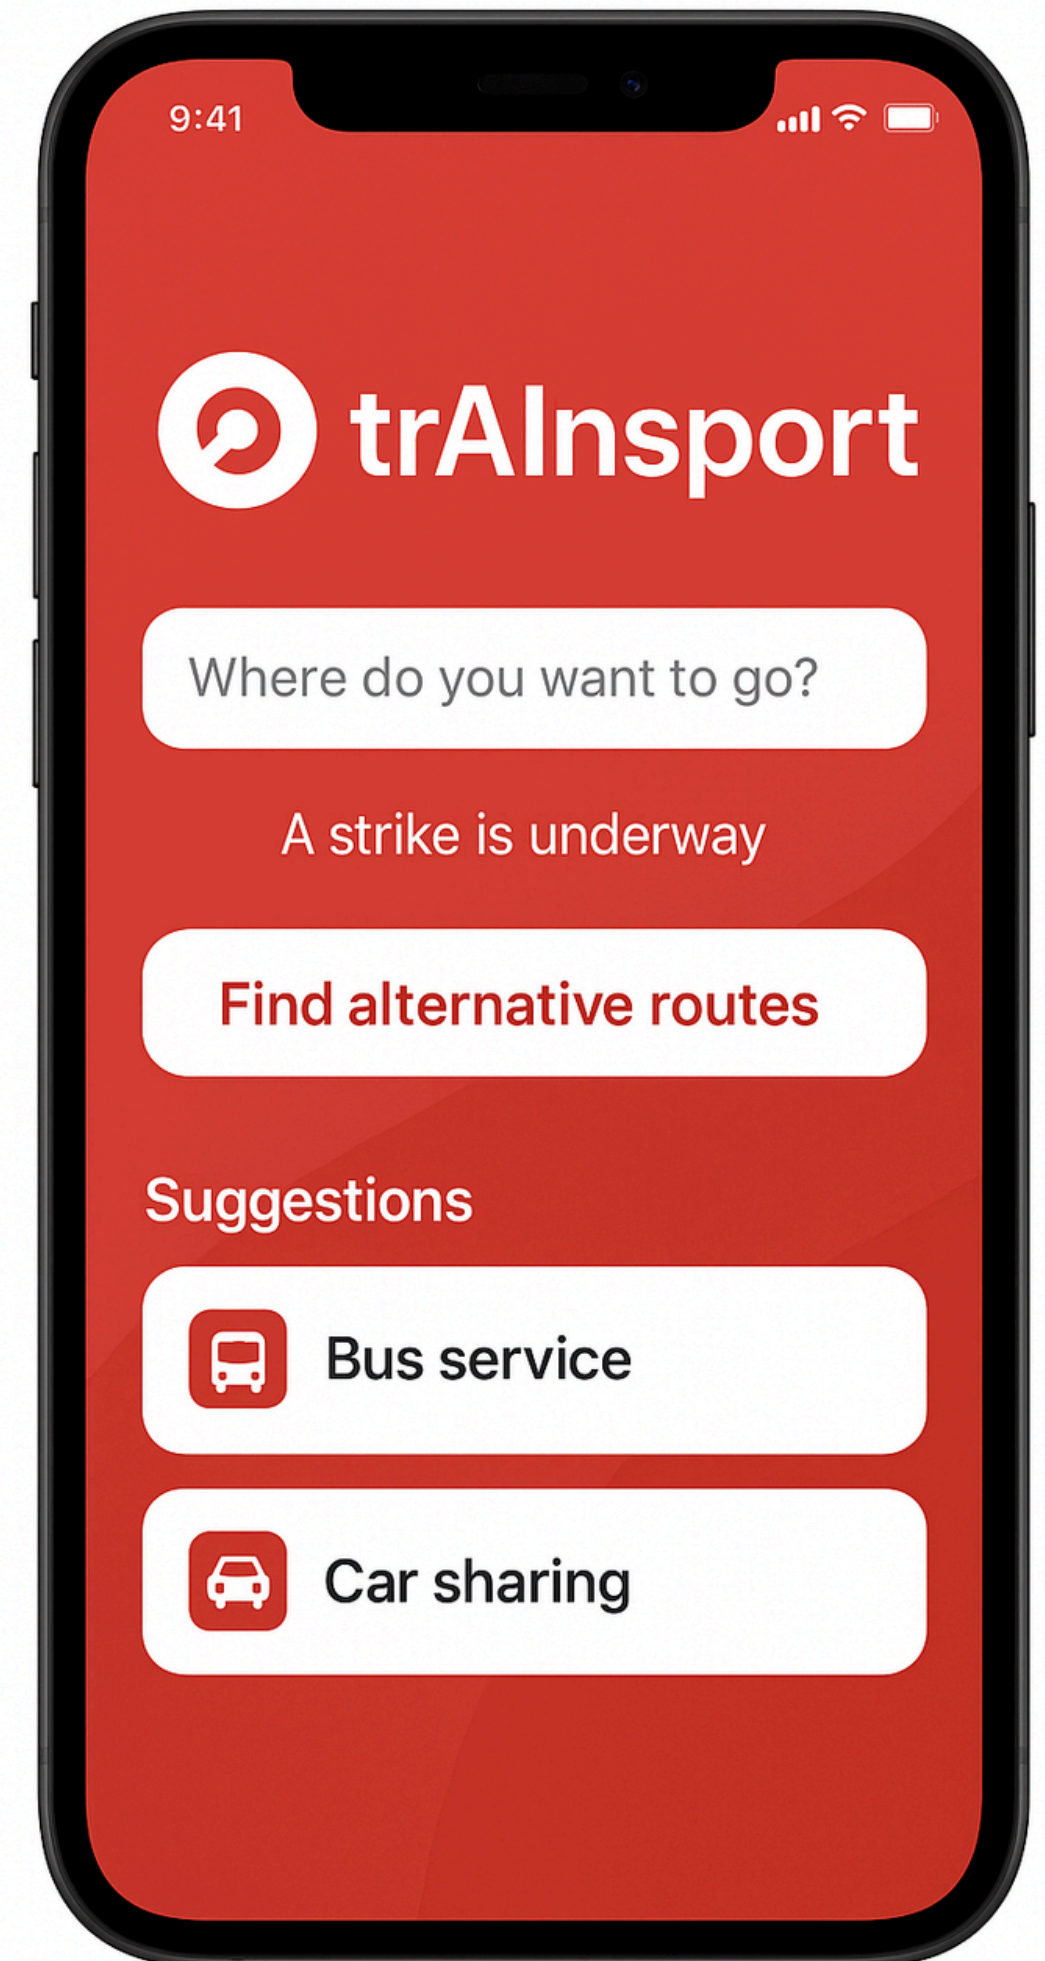 9:41
trAInsport
Where do you want to go?
A strike is underway
Find alternative routes
Suggestions
Bus service
Car sharing